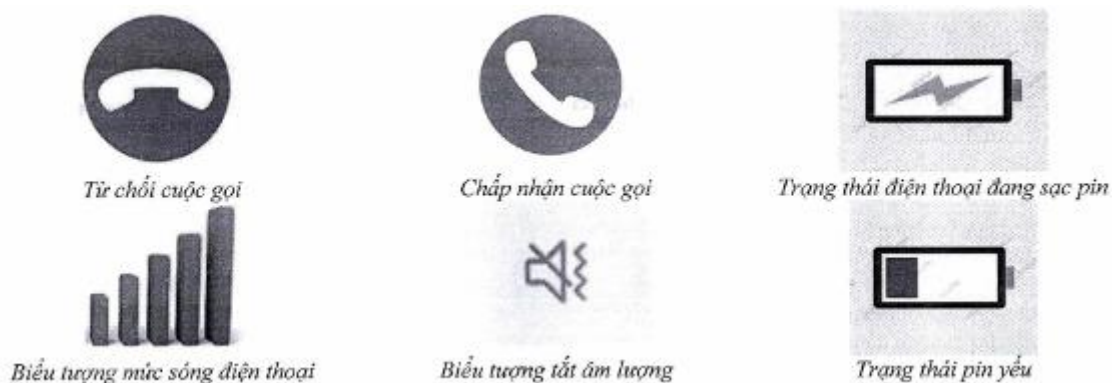 Từ chối cuộc gọi
Chấp nhận cuộc gọi
Trạng thái điện thoại đang sạc pin
Biểu tượng mức sóng điện thoại
Biểu tượng tắt âm lượng
Trạng thái pin yếu